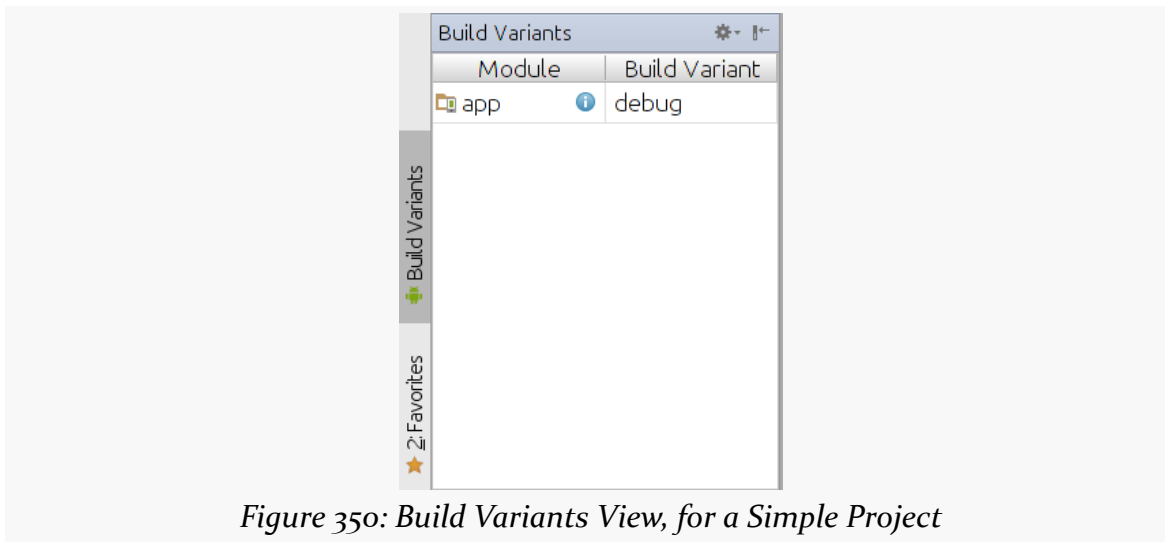 Build Variants
Module Build Variant
app debug
Build Variants
2: Favorites
Figure 350: Build Variants View, for a Simple Project